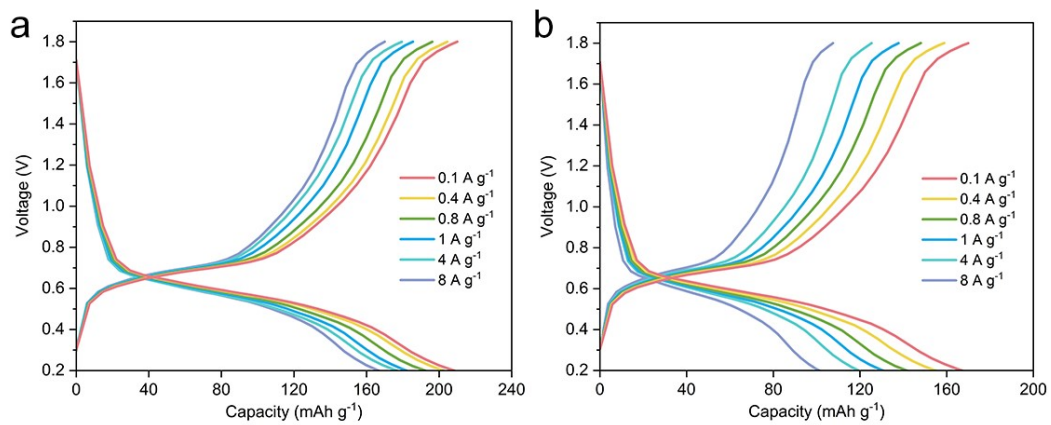 a
1.8
1.6
1.4
1.2
1.0
0.8
0.6
0.4
0.2
Voltage (V)
0
40
80
120
160
200
240
Capacity (mAh g⁻¹)
0.1 A g⁻¹
0.4 A g⁻¹
0.8 A g⁻¹
1 A g⁻¹
4 A g⁻¹
8 A g⁻¹
b
1.8
1.6
1.4
1.2
1.0
0.8
0.6
0.4
0.2
Voltage (V)
0
40
80
120
160
200
Capacity (mAh g⁻¹)
0.1 A g⁻¹
0.4 A g⁻¹
0.8 A g⁻¹
1 A g⁻¹
4 A g⁻¹
8 A g⁻¹